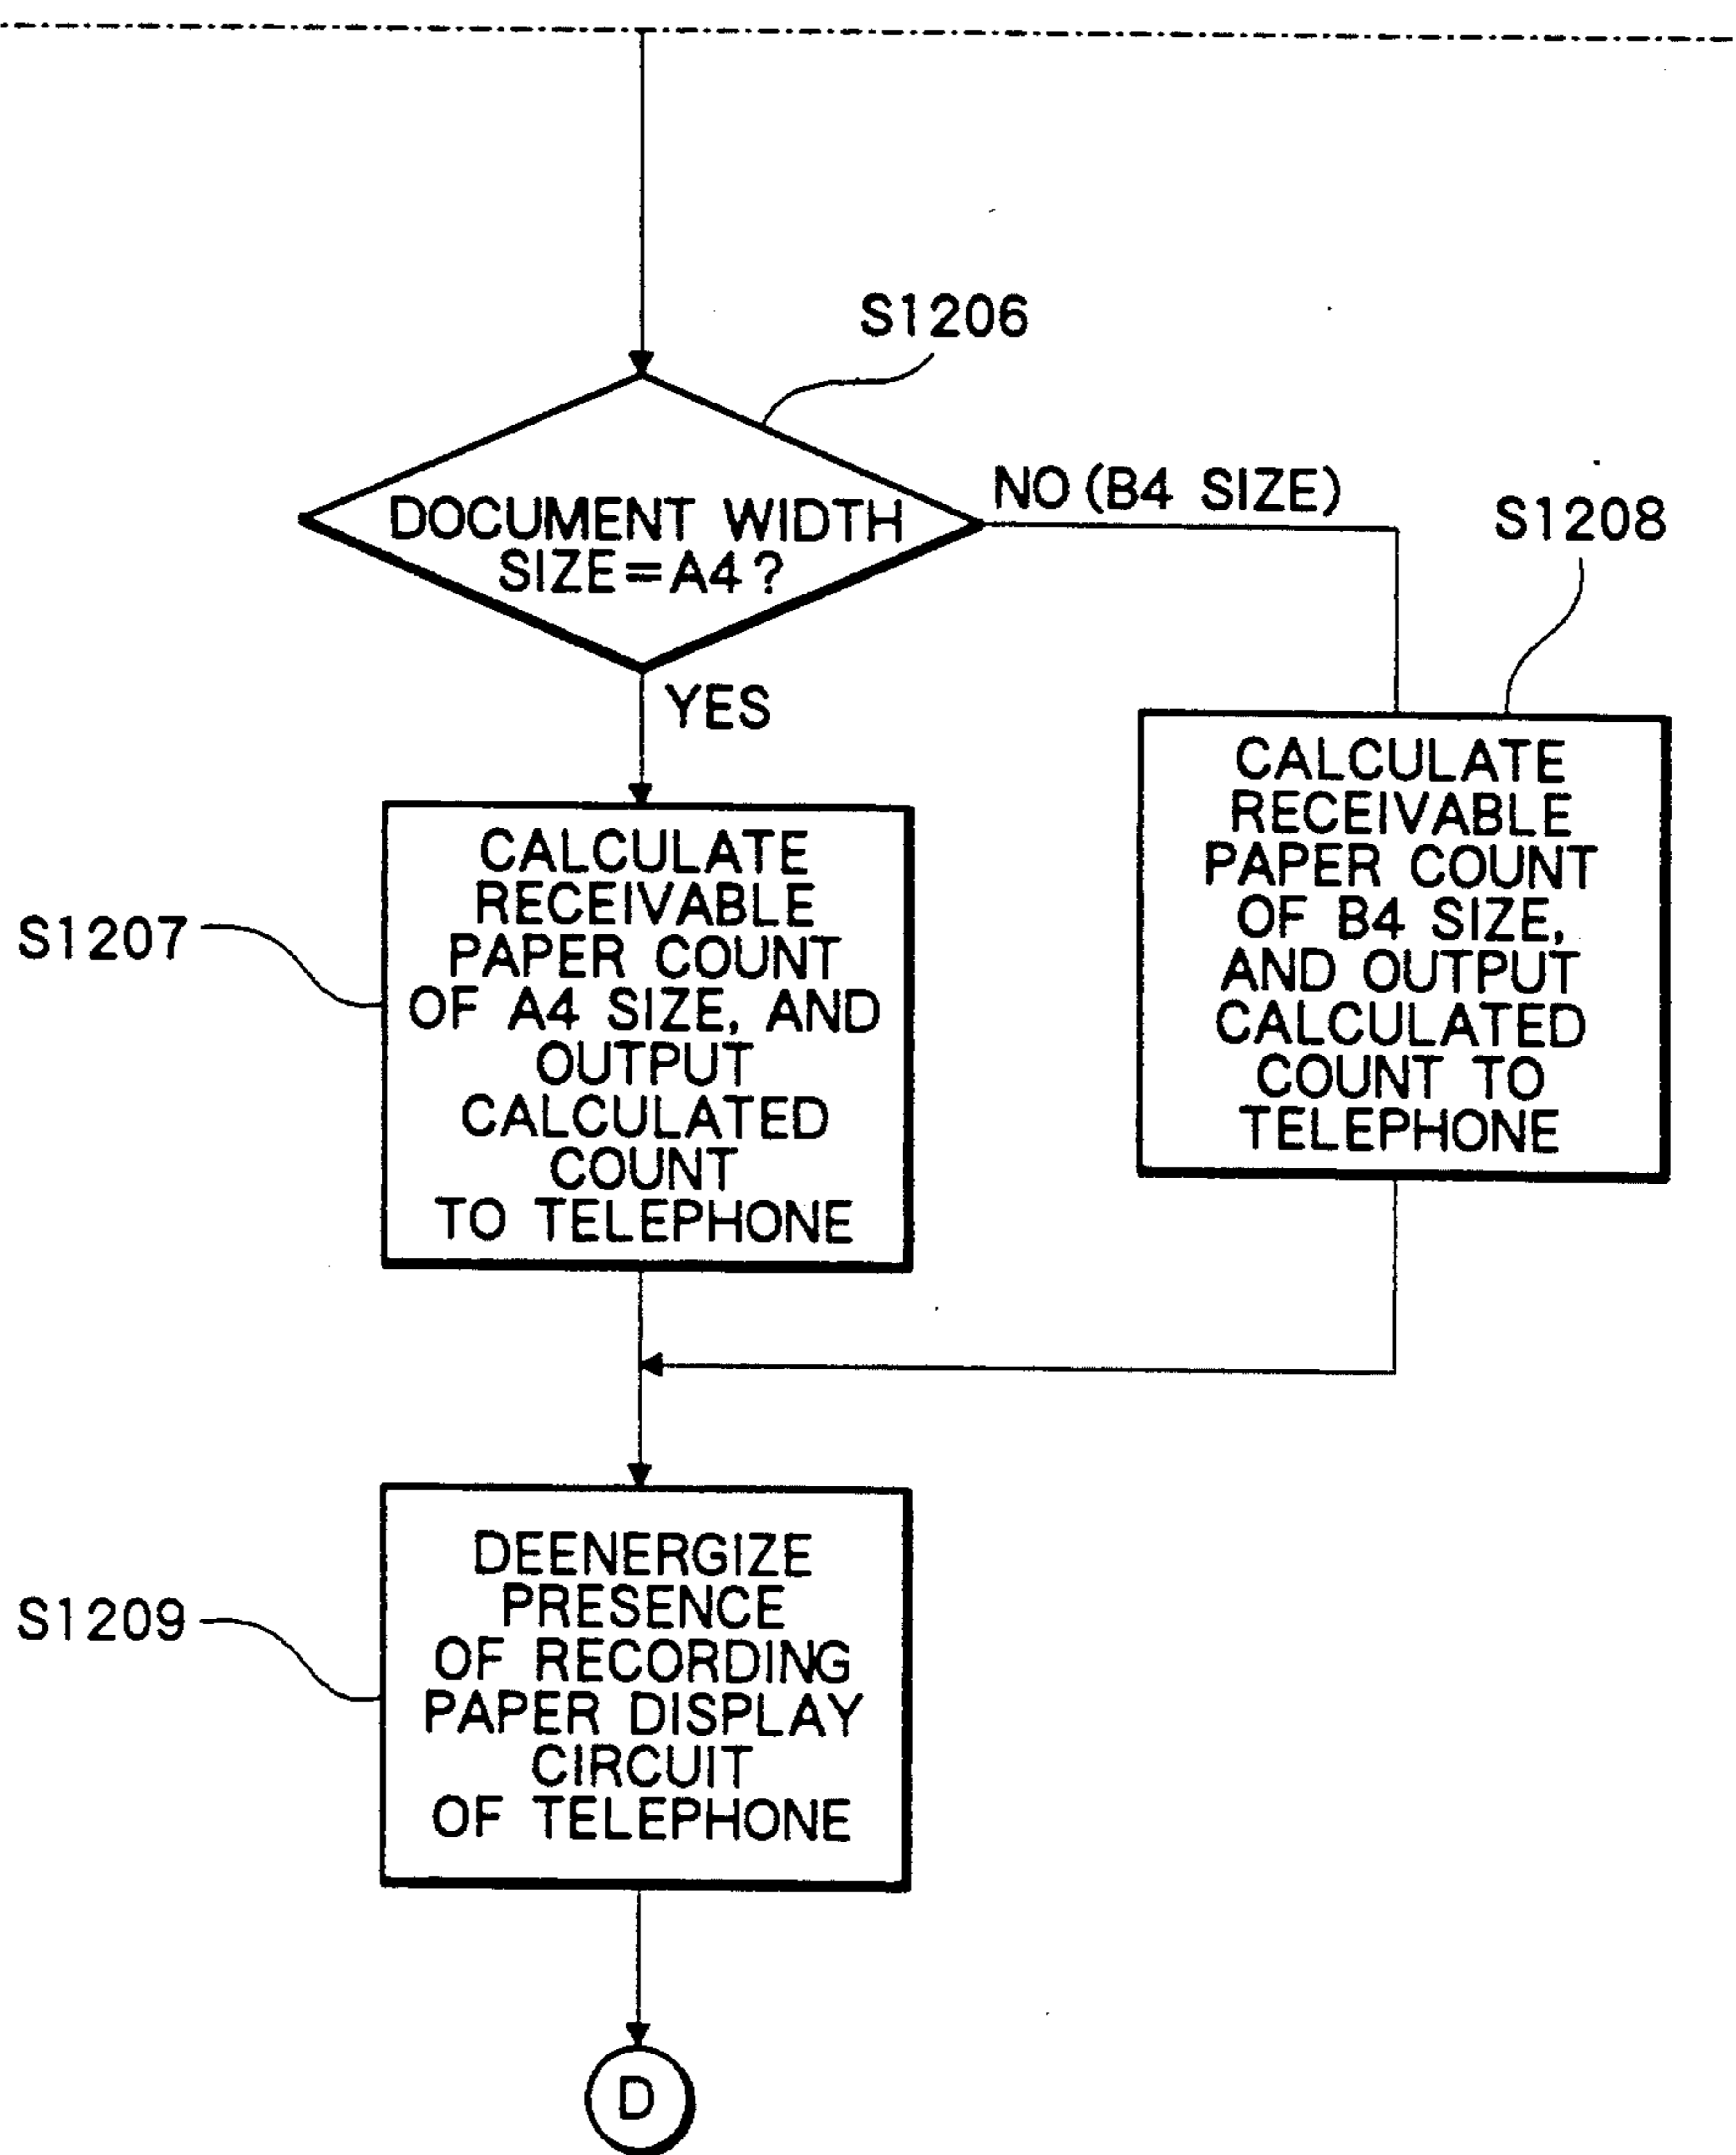 S1206
DOCUMENT WIDTH
SIZE=A4?
NO (B4 SIZE)
YES
S1208
CALCULATE
RECEIVABLE
PAPER COUNT
OF B4 SIZE,
AND OUTPUT
CALCULATED
COUNT TO
TELEPHONE
S1207
CALCULATE
RECEIVABLE
PAPER COUNT
OF A4 SIZE, AND
OUTPUT
CALCULATED
COUNT
TO TELEPHONE
S1209
DEENERGIZE
PRESENCE
OF RECORDING
PAPER DISPLAY
CIRCUIT
OF TELEPHONE
D